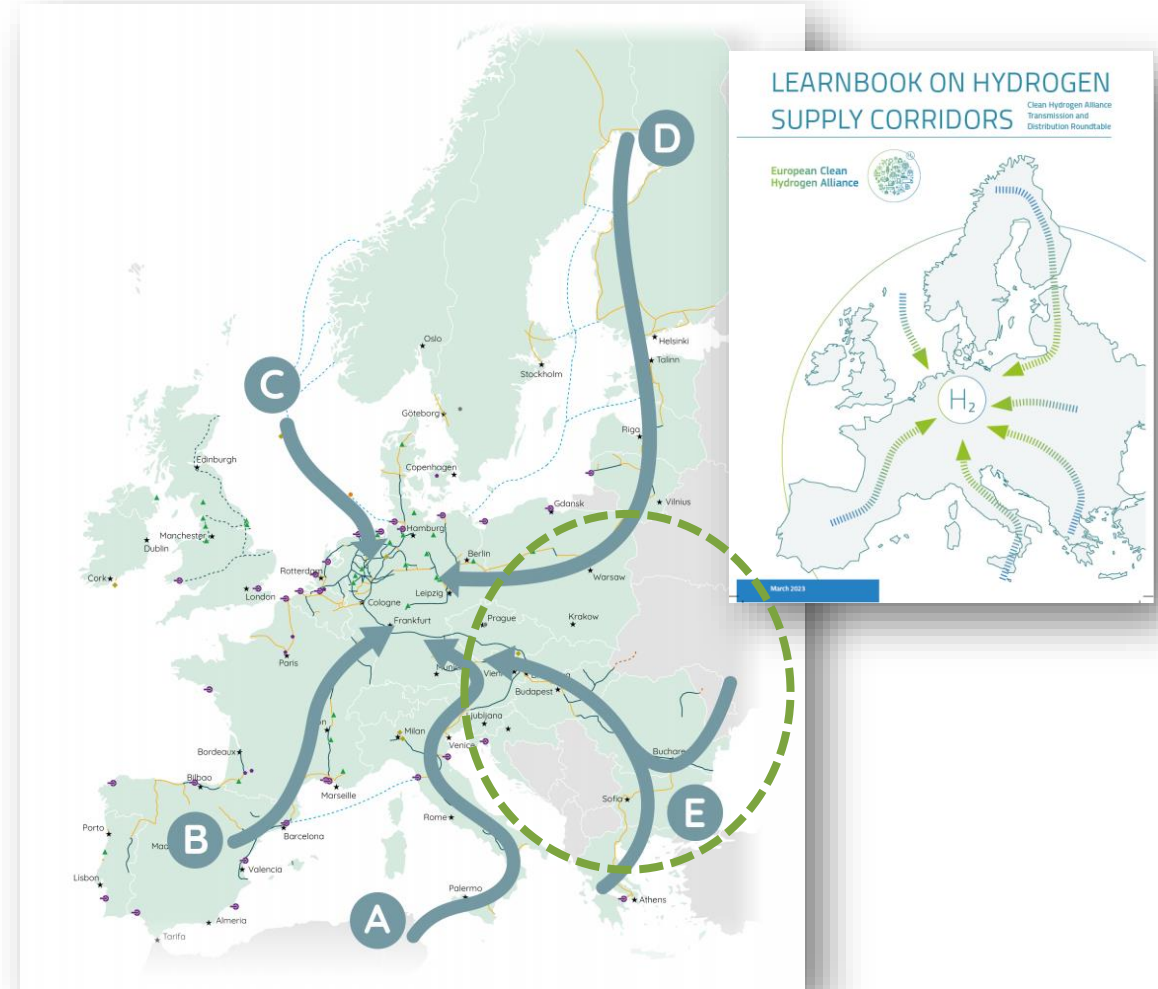 D
Oslo
Helsinki
Talinn
Stockholm
C
Göteborg
Riga
Edinburgh
Copenhagen
Vilnius
Gdansk
Manchester
Dublin
Hamburg
Berlin
Warsaw
Cork
Rotterdam
London
Leipzig
Cologne
Frankfurt
Prague
Krakow
Paris
Budapest
Ljubljana
Milan
Venice
Bordeaux
Bucharest
Bilbao
Marseille
Sofia
E
Rome
Porto
B
Barcelona
Valencia
Lisbon
Palermo
Athens
A
Almeria
Tarifa
LEARNBOOK ON HYDROGEN
SUPPLY CORRIDORS
Clean Hydrogen Alliance
Transmission and
Distribution Roundtable
European Clean
Hydrogen Alliance
H₂
March 2023